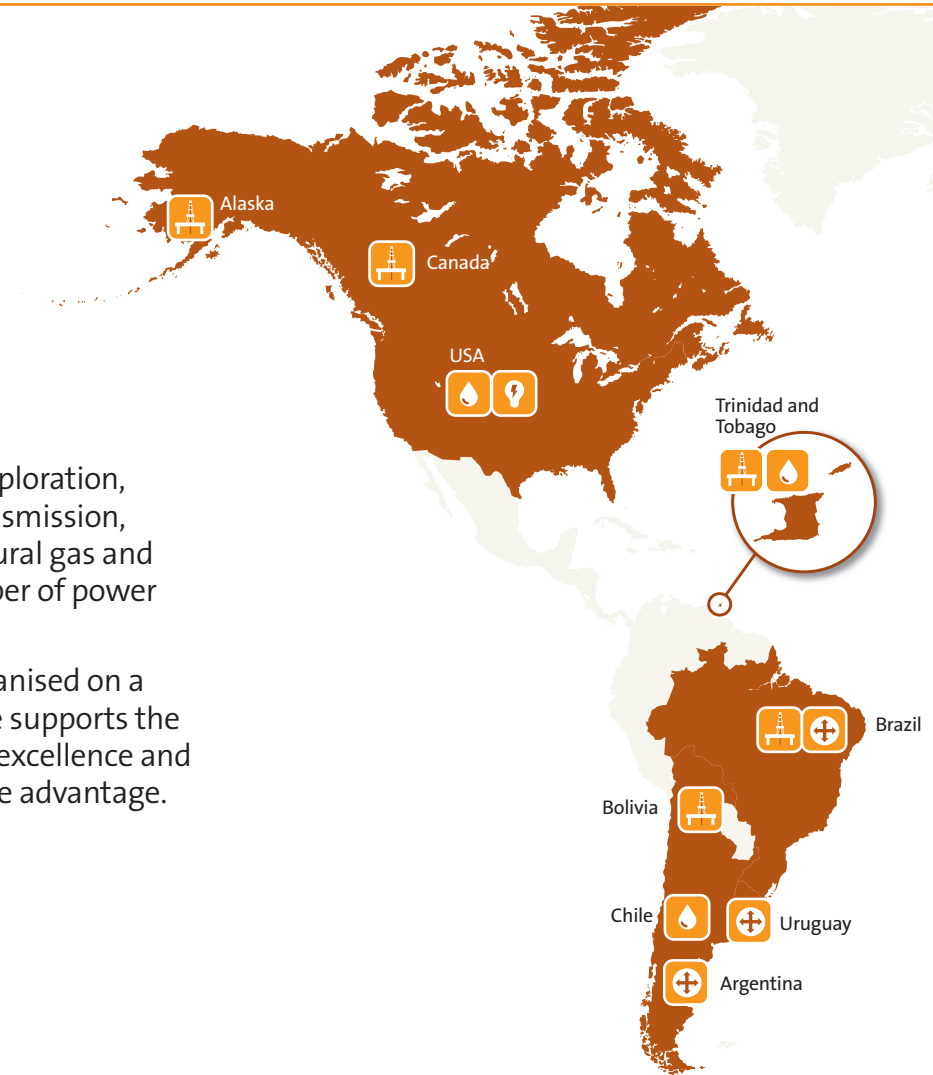 Alaska
Canada
USA
Trinidad and
Tobago
ploration,
smission,
ural gas and
er of power
anised on a
e supports the
excellence and
e advantage.
Brazil
Bolivia
Chile
Uruguay
Argentina